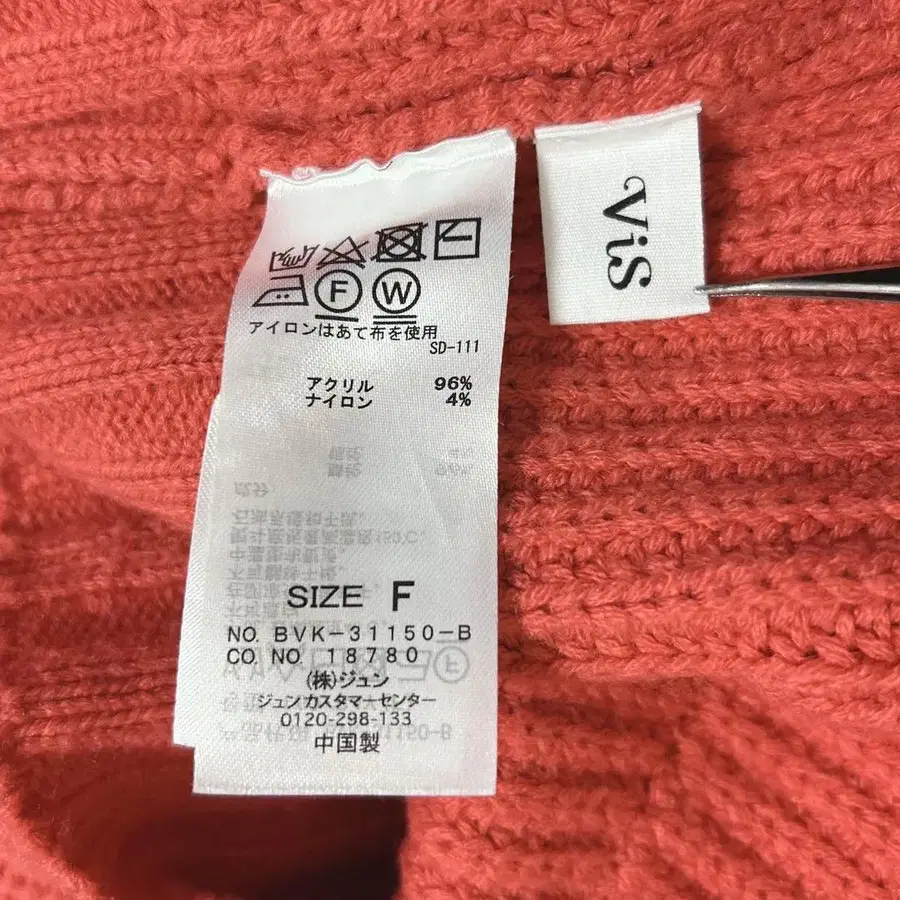 ViS
F
W
アイロンはあて布を使用
SD-111
アクリル 96%
ナイロン 4%
SIZE F
NO. BVK-31150-B
CO. NO. 18780
(株)ジュン
ジュンカスタマーセンター
0120-298-133
中国製